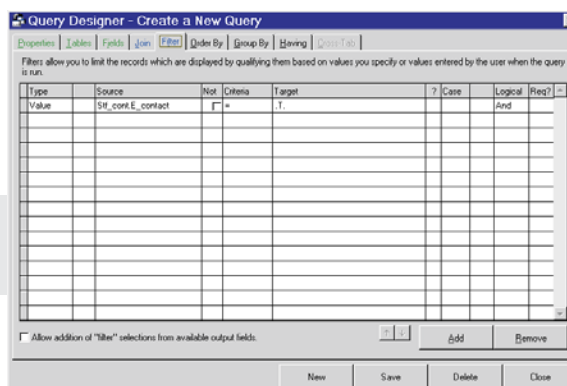 Query Designer - Create a New Query
Properties Tables Fields Join Filter Order By Group By Having Cross-Tab
Filters allow you to limit the records which are displayed by qualifying them based on values you specify or values entered by the user when the query
is run.
Type Source Not Criteria Target ? Case Logical Req?
Value Stf_cont.E_contact = .T. And
Allow addition of "filter" selections from available output fields.
Add Remove
New Save Delete Close